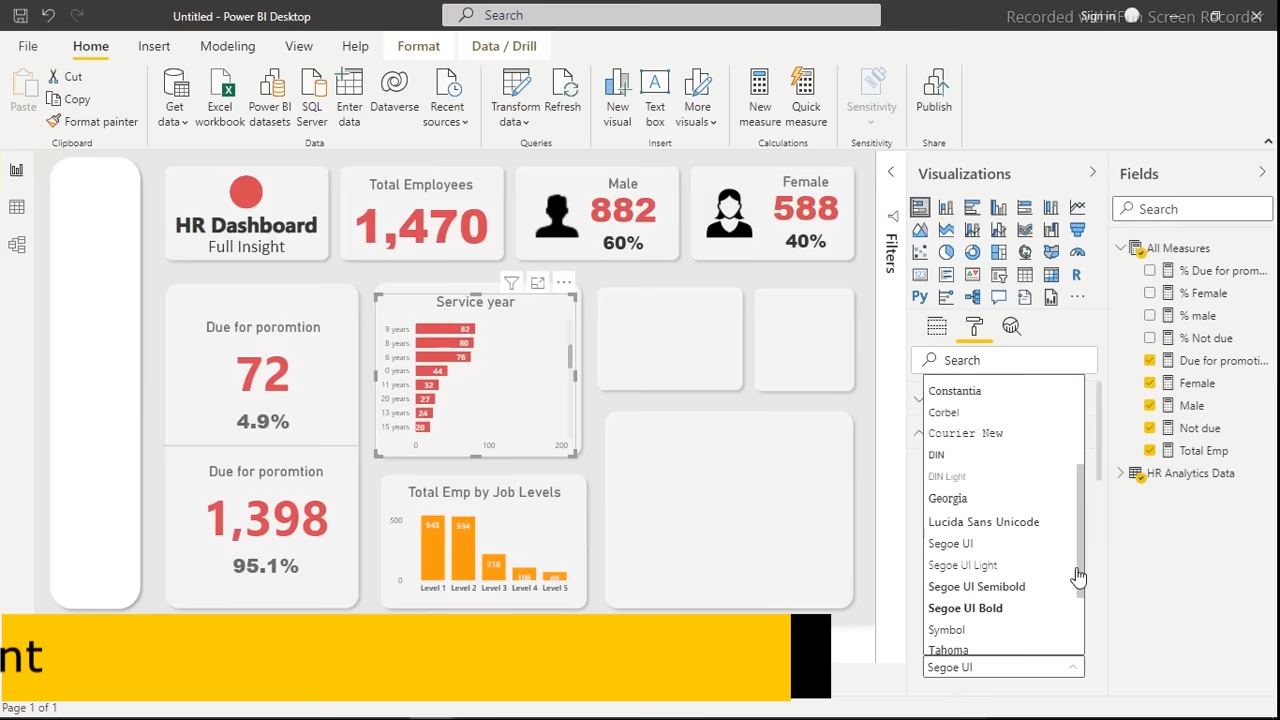 Untitled - Power BI Desktop
Search
Sign in
Recorded with
Screen Recorder
File
Home
Insert
Modeling
View
Help
Format
Data / Drill
Paste
Cut
Copy
Format painter
Get data
Excel workbook
Power BI datasets
SQL Server
Enter data
Dataverse
Recent sources
Transform data
Refresh
New visual
Text box
More visuals
New measure
Quick measure
Sensitivity
Publish
Clipboard
Data
Queries
Insert
Calculations
Sensitivity
Share
HR Dashboard
Full Insight
Total Employees
1,470
Male
882
60%
Female
588
40%
Due for poromtion
72
4.9%
Due for poromtion
1,398
95.1%
Service year
9 years 82
8 years 80
6 years 76
0 years 44
11 years 32
20 years 27
13 years 24
15 years 20
0 100 200
Total Emp by Job Levels
500
0
543 534 218 106 69
Level 1 Level 2 Level 3 Level 4 Level 5
Filters
Visualizations
R
Py
Search
Constantia
Corbel
Courier New
DIN
DIN Light
Georgia
Lucida Sans Unicode
Segoe UI
Segoe UI Light
Segoe UI Semibold
Segoe UI Bold
Symbol
Tahoma
Segoe UI
Fields
Search
All Measures
% Due for prom...
% Female
% male
% Not due
Due for promoti...
Female
Male
Not due
Total Emp
HR Analytics Data
nt
Page 1 of 1